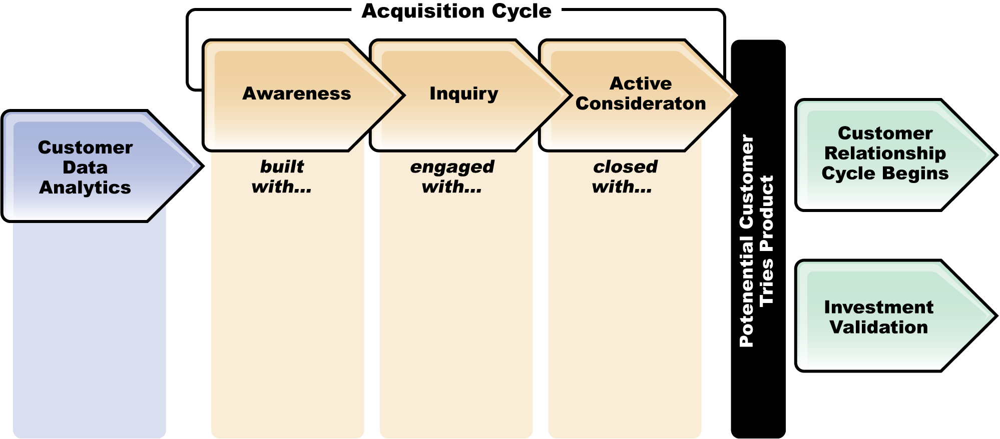 Acquisition Cycle
Customer
Data
Analytics
Awareness
built
with...
Inquiry
engaged
with...
Active
Consideraton
closed
with...
Potenential Customer
Tries Product
Customer
Relationship
Cycle Begins
Investment
Validation